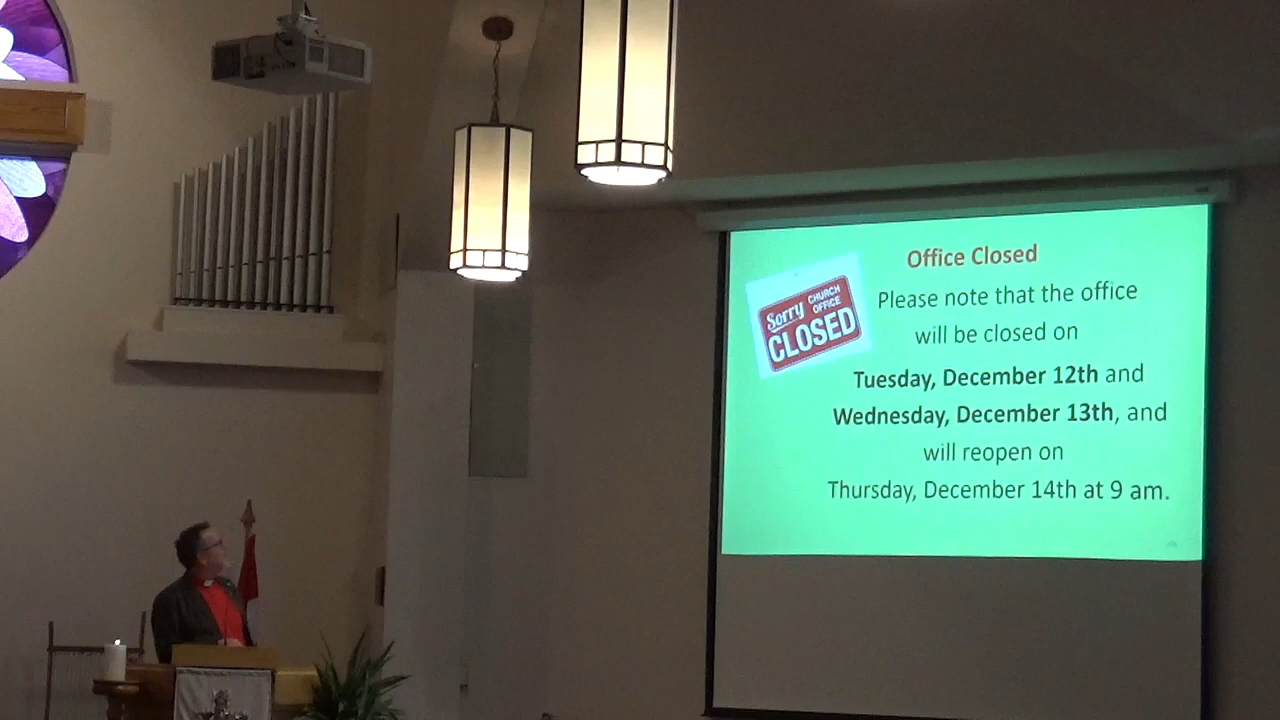 Office Closed
Sorry CHURCH OFFICE
CLOSED
Please note that the office
will be closed on
Tuesday, December 12th and
Wednesday, December 13th, and
will reopen on
Thursday, December 14th at 9 am.